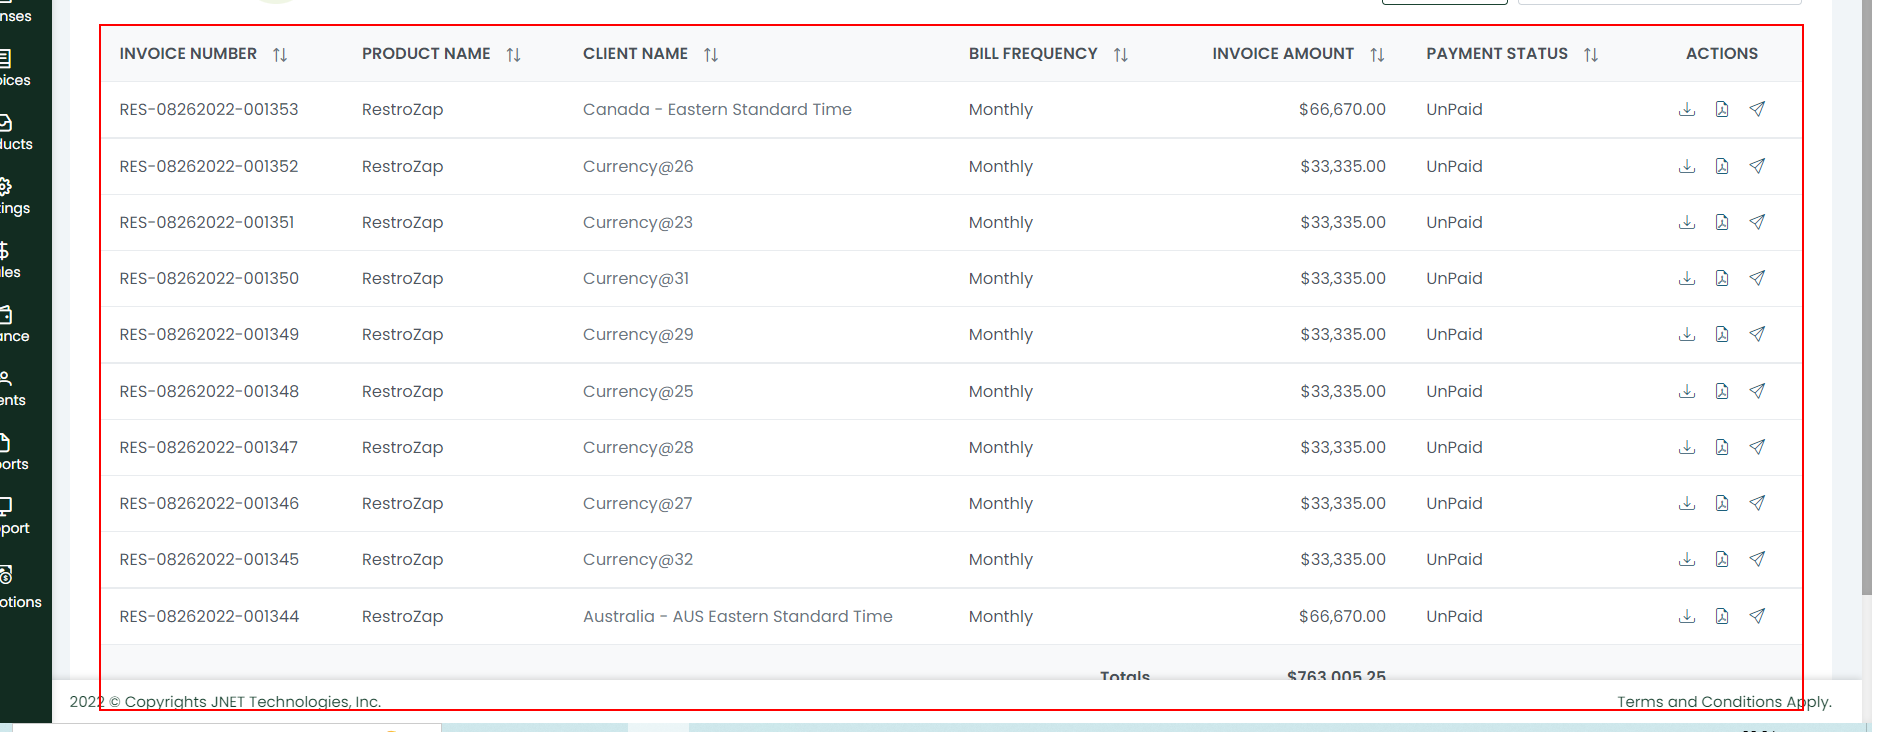 nses
INVOICE NUMBER PRODUCT NAME CLIENT NAME BILL FREQUENCY INVOICE AMOUNT PAYMENT STATUS ACTIONS
oices
RES-08262022-001353 RestroZap Canada - Eastern Standard Time Monthly $66,670.00 UnPaid
ducts
RES-08262022-001352 RestroZap Currency@26 Monthly $33,335.00 UnPaid
tings
RES-08262022-001351 RestroZap Currency@23 Monthly $33,335.00 UnPaid
les
RES-08262022-001350 RestroZap Currency@31 Monthly $33,335.00 UnPaid
ance
RES-08262022-001349 RestroZap Currency@29 Monthly $33,335.00 UnPaid
ents
RES-08262022-001348 RestroZap Currency@25 Monthly $33,335.00 UnPaid
RES-08262022-001347 RestroZap Currency@28 Monthly $33,335.00 UnPaid
orts
RES-08262022-001346 RestroZap Currency@27 Monthly $33,335.00 UnPaid
port
RES-08262022-001345 RestroZap Currency@32 Monthly $33,335.00 UnPaid
otions
RES-08262022-001344 RestroZap Australia - AUS Eastern Standard Time Monthly $66,670.00 UnPaid
Totals $763,005.25
2022 © Copyrights JNET Technologies, Inc. Terms and Conditions Apply.